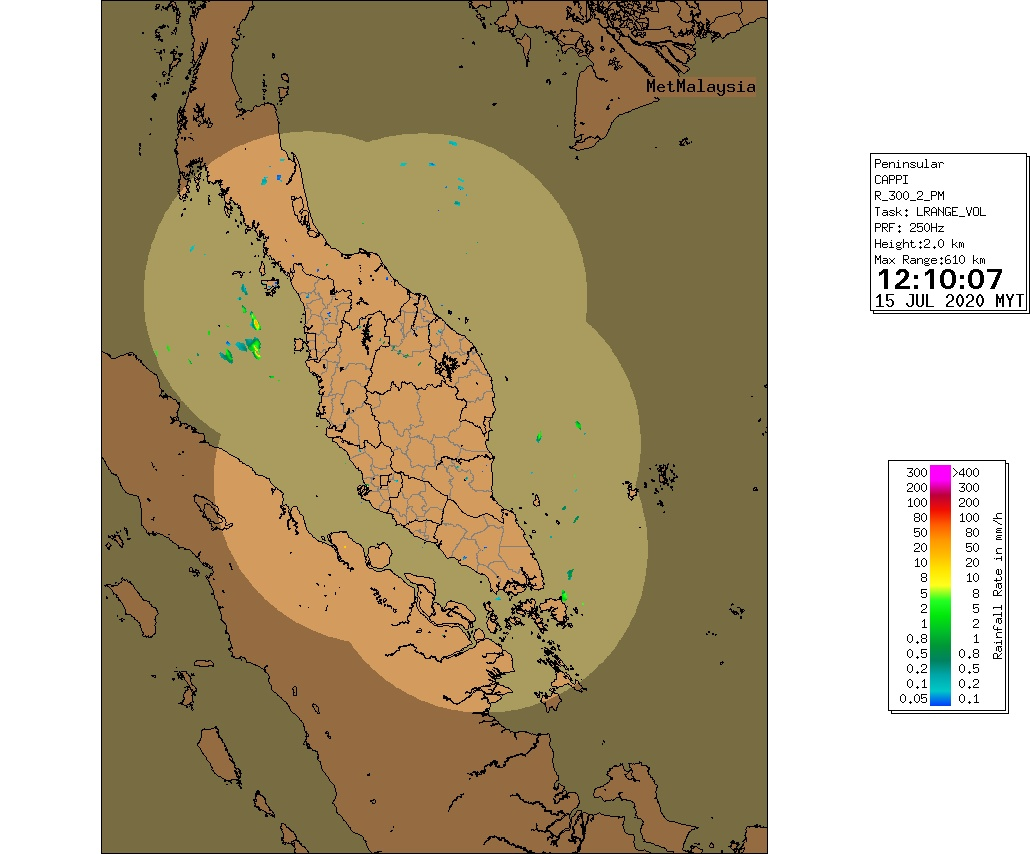 MetMalaysia
Peninsular
CAPPI
R_300_2_PM
Task: LRANGE_VOL
PRF: 250Hz
Height:2.0 km
Max Range:610 km
12:10:07
15 JUL 2020 MYT
300 >400
200 300
100 200
80 100
50 80
20 50
10 20
8 10
5 8
2 5
1 2
0.8 1
0.5 0.8
0.2 0.5
0.1 0.2
0.05 0.1
Rainfall Rate in mm/h